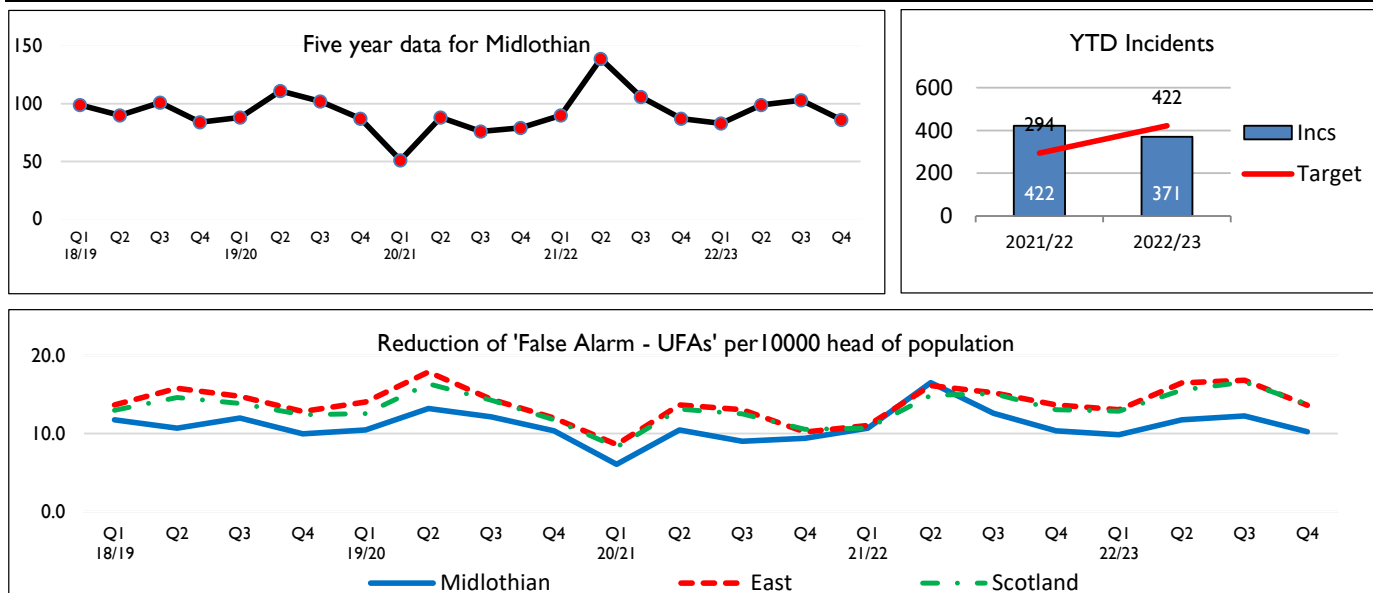 Five year data for Midlothian
150
100
50
0
Q1 Q2 Q3 Q4 Q1 Q2 Q3 Q4 Q1 Q2 Q3 Q4 Q1 Q2 Q3 Q4 Q1 Q2 Q3 Q4
18/19 19/20 20/21 21/22 22/23
YTD Incidents
600
400
200
0
294
422
422
371
2021/22 2022/23
Incs
Target
Reduction of 'False Alarm - UFAs' per10000 head of population
20.0
10.0
0.0
Q1 Q2 Q3 Q4 Q1 Q2 Q3 Q4 Q1 Q2 Q3 Q4 Q1 Q2 Q3 Q4 Q1 Q2 Q3 Q4
18/19 19/20 20/21 21/22 22/23
Midlothian East Scotland